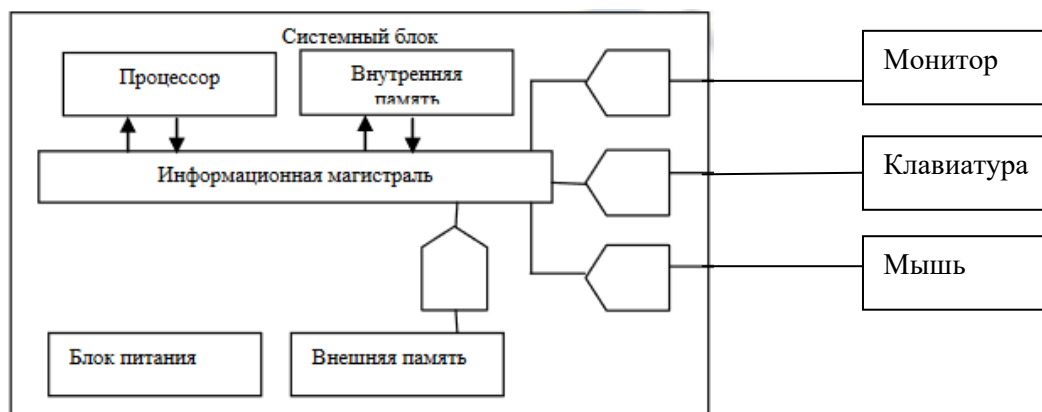 Системный блок
Процессор
Внутренняя
память
Монитор
Информационная магистраль
Клавиатура
Мышь
Блок питания
Внешняя память